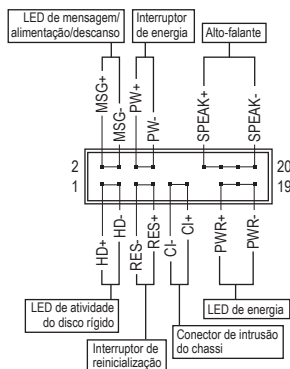 LED de mensagem/
alimentação/descanso
Interruptor
de energia
Alto-falante
MSG+
MSG-
PW+
PW-
SPEAK+
SPEAK-
2
20
1
19
HD+
HD-
RES-
RES+
CI-
CI+
PWR+
PWR-
LED de atividade
do disco rígido
LED de energia
Interruptor de
reinicialização
Conector de intrusão
do chassi